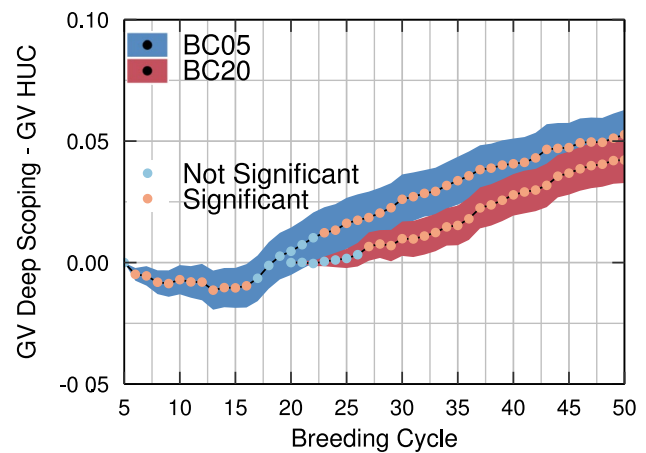 0.10
BC05
BC20
0.05
Not Significant
Significant
0.00
-0 05
GV Deep Scoping - GV HUC
5 10 15 20 25 30 35 40 45 50
Breeding Cycle